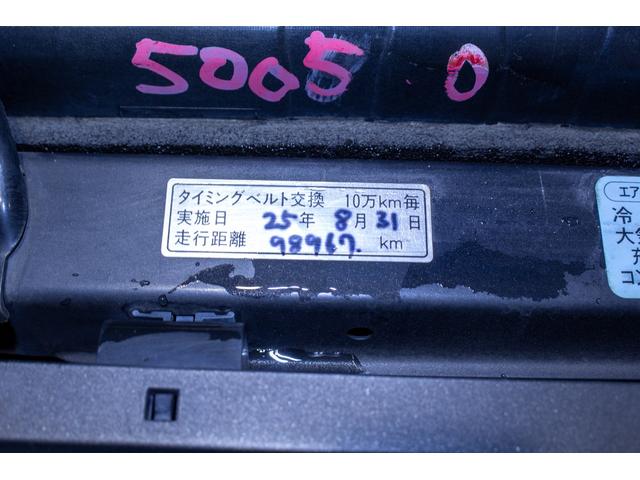 5005 0
タイミングベルト交換 10万km毎
実施日 25年 8月 31日
走行距離 98967. km
エア
冷
大
コン